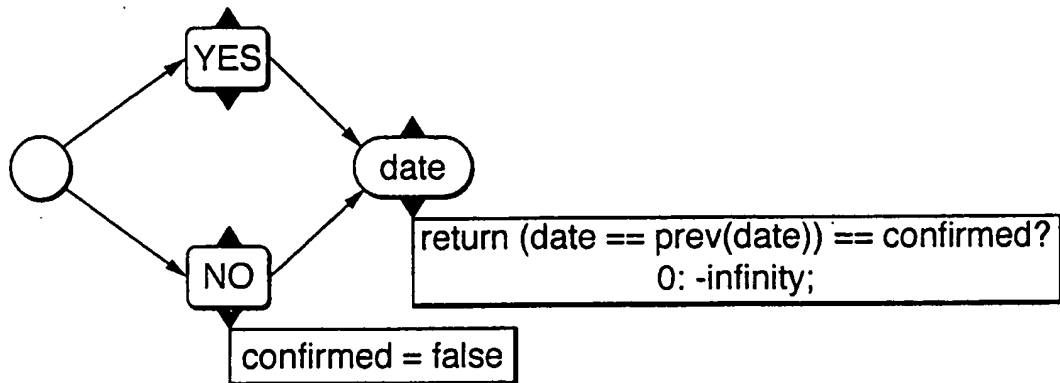 YES
date
return (date == prev(date)) == confirmed?
0: -infinity;
NO
confirmed = false